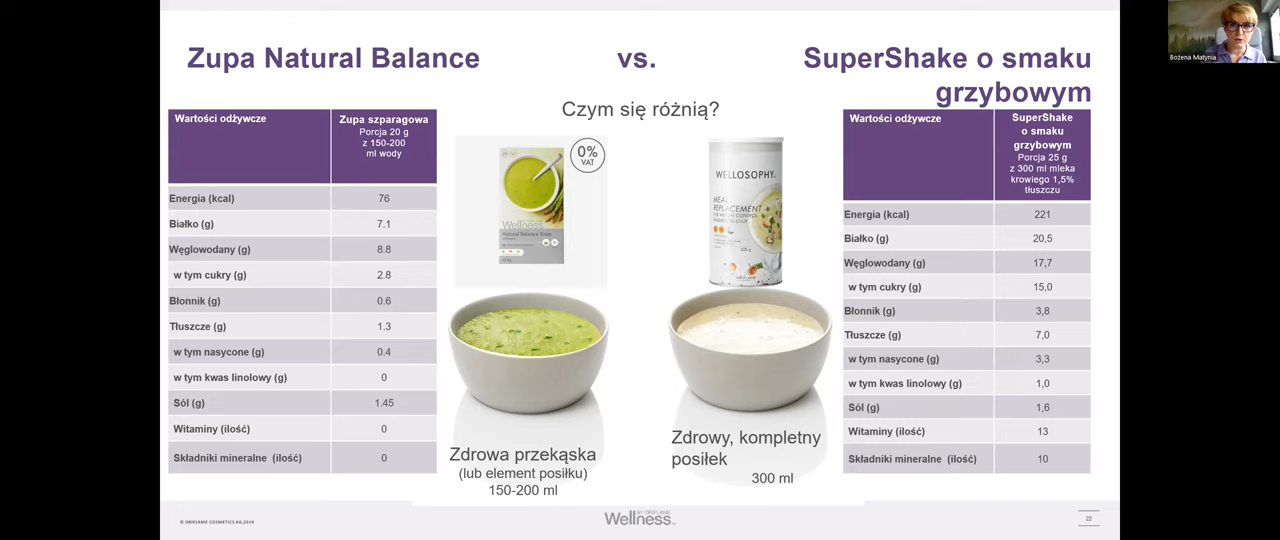 Zupa Natural Balance
vs.
SuperShake o smaku
grzybowym
Czym się różnią?
Wartości odżywcze
Zupa szparagowa
Porcja 20 g
z 150-200
ml wody
Energia (kcal) 76
Białko (g) 7.1
Węglowodany (g) 8.8
w tym cukry (g) 2.8
Błonnik (g) 0.6
Tłuszcze (g) 1.3
w tym nasycone (g) 0.4
w tym kwas linolowy (g) 0
Sól (g) 1.45
Witaminy (ilość) 0
Składniki mineralne (ilość) 0
0%
VAT
Wellness
Natural Balance Soup
WELLOSOPHY.
MEAL
REPLACEMENT
Zdrowa przekąska
(lub element posiłku)
150-200 ml
Zdrowy, kompletny
posiłek
300 ml
Wartości odżywcze
SuperShake
o smaku
grzybowym
Porcja 25 g
z 300 ml mleka
krowiego 1,5%
tłuszczu
Energia (kcal) 221
Białko (g) 20,5
Węglowodany (g) 17,7
w tym cukry (g) 15,0
Błonnik (g) 3,8
Tłuszcze (g) 7,0
w tym nasycone (g) 3,3
w tym kwas linolowy (g) 1,0
Sól (g) 1,6
Witaminy (ilość) 13
Składniki mineralne (ilość) 10
© ORIFLAME COSMETICS AG, 2019
BY ORIFLAME
Wellness
22
Bożena Matynia